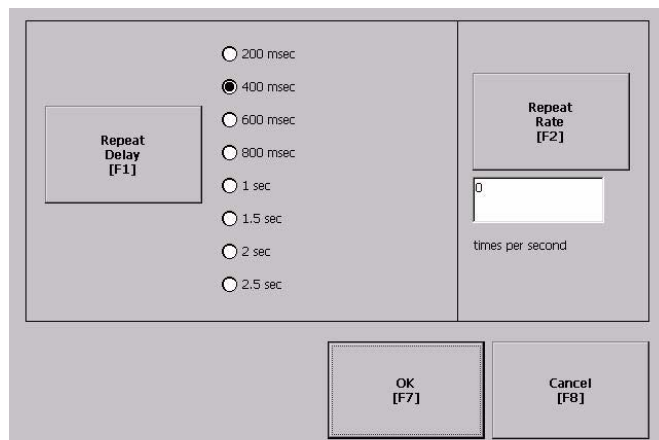 Repeat
Delay
[F1]
200 msec
400 msec
600 msec
800 msec
1 sec
1.5 sec
2 sec
2.5 sec
Repeat
Rate
[F2]
0
times per second
OK
[F7]
Cancel
[F8]